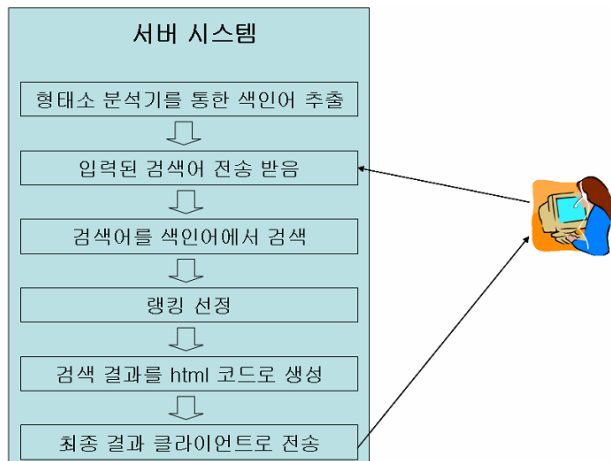 서버 시스템
형태소 분석기를 통한 색인어 추출
입력된 검색어 전송 받음
검색어를 색인어에서 검색
랭킹 선정
검색 결과를 html 코드로 생성
최종 결과 클라이언트로 전송